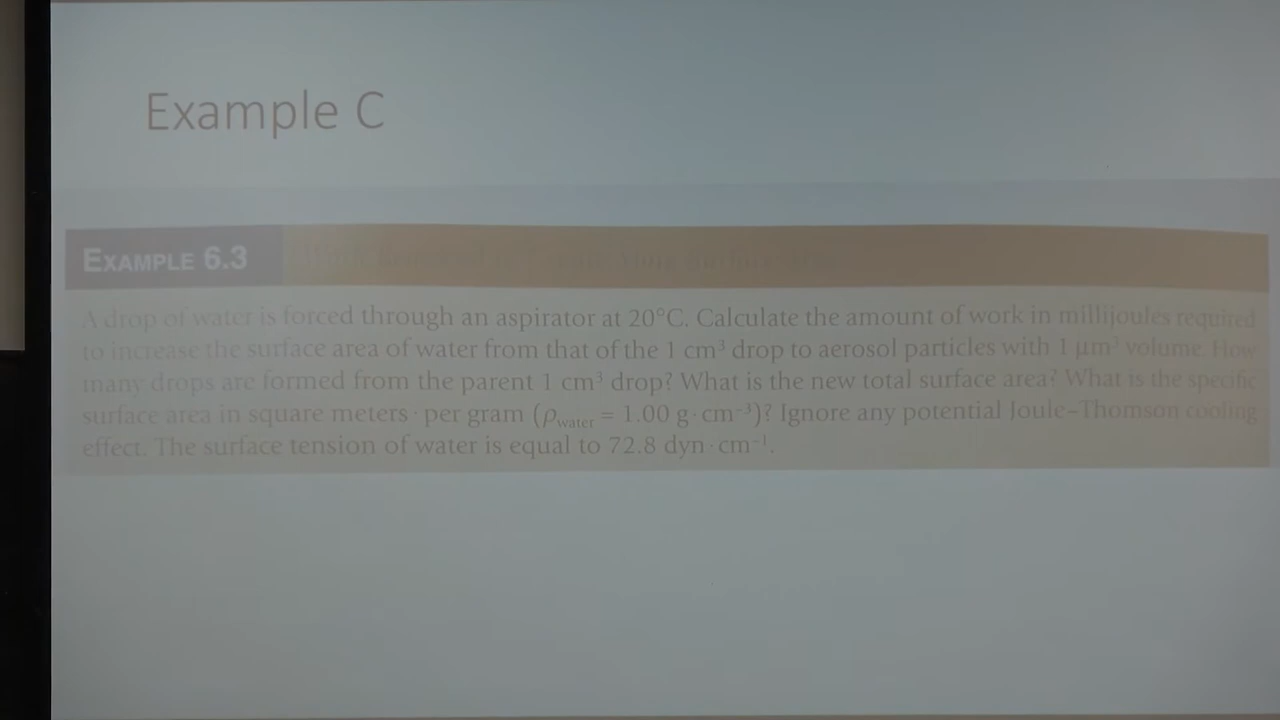 Example C
EXAMPLE 6.3
A drop of water is forced through an aspirator at 20°C. Calculate the amount of work in millijoules required
to increase the surface area of water from that of the 1 cm³ drop to aerosol particles with 1 μm³ volume. How
many drops are formed from the parent 1 cm³ drop? What is the new total surface area? What is the specific
surface area in square meters · per gram (ρwater = 1.00 g·cm⁻³)? Ignore any potential Joule–Thomson cooling
effect. The surface tension of water is equal to 72.8 dyn·cm⁻¹.